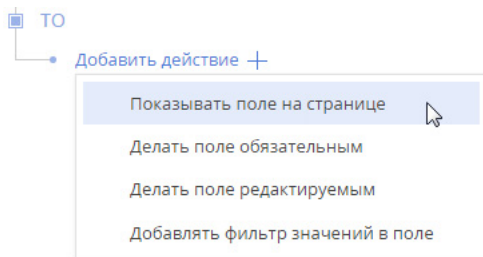 ТО
Добавить действие +
Показывать поле на странице
Делать поле обязательным
Делать поле редактируемым
Добавлять фильтр значений в поле